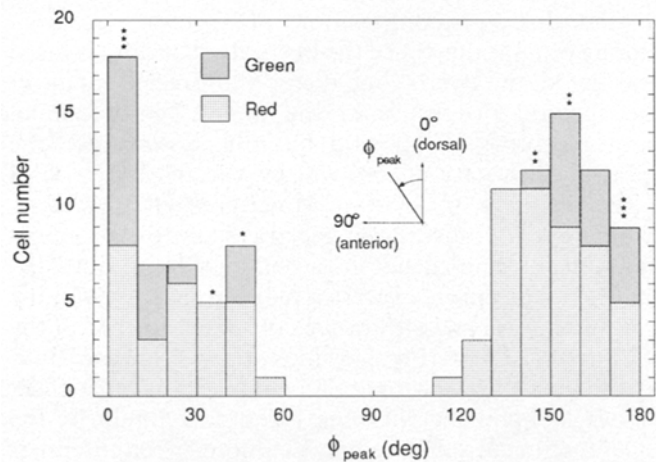 20
15
10
5
0
Cell number
***
*
*
**
**
***
Green
Red
0°
(dorsal)
ϕpeak
90°
(anterior)
0
30
60
90
120
150
180
ϕpeak (deg)